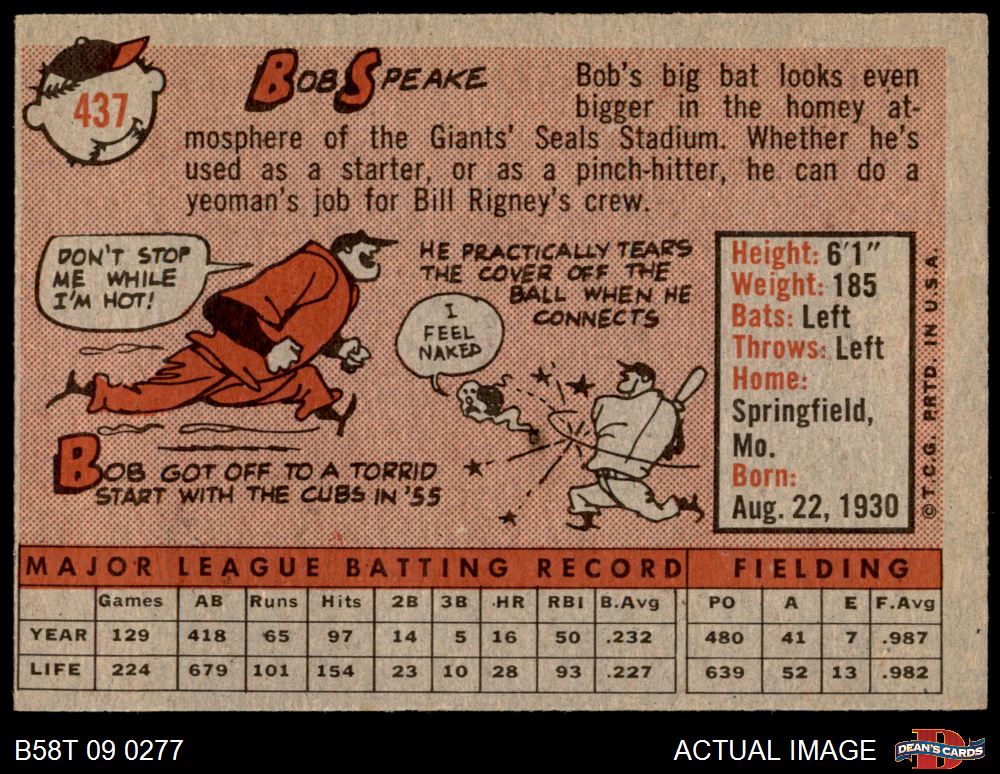 437
BOB SPEAKE
Bob's big bat looks even
bigger in the homey at-
mosphere of the Giants' Seals Stadium. Whether he's
used as a starter, or as a pinch-hitter, he can do a
yeoman's job for Bill Rigney's crew.
DON'T STOP
ME WHILE
I'M HOT!
HE PRACTICALLY TEARS
THE COVER OFF THE
BALL WHEN HE
CONNECTS
I
FEEL
NAKED
BOB GOT OFF TO A TORRID
START WITH THE CUBS IN '55
Height: 6'1"
Weight: 185
Bats: Left
Throws: Left
Home:
Springfield,
Mo.
Born:
Aug. 22, 1930
© T.C.G. PRTD. IN U.S.A.
MAJOR LEAGUE BATTING RECORD FIELDING
Games AB Runs Hits 2B 3B HR RBI B.Avg PO A E F.Avg
YEAR 129 418 65 97 14 5 16 50 .232 480 41 7 .987
LIFE 224 679 101 154 23 10 28 93 .227 639 52 13 .982
B58T 09 0277
ACTUAL IMAGE
DEAN'S CARDS